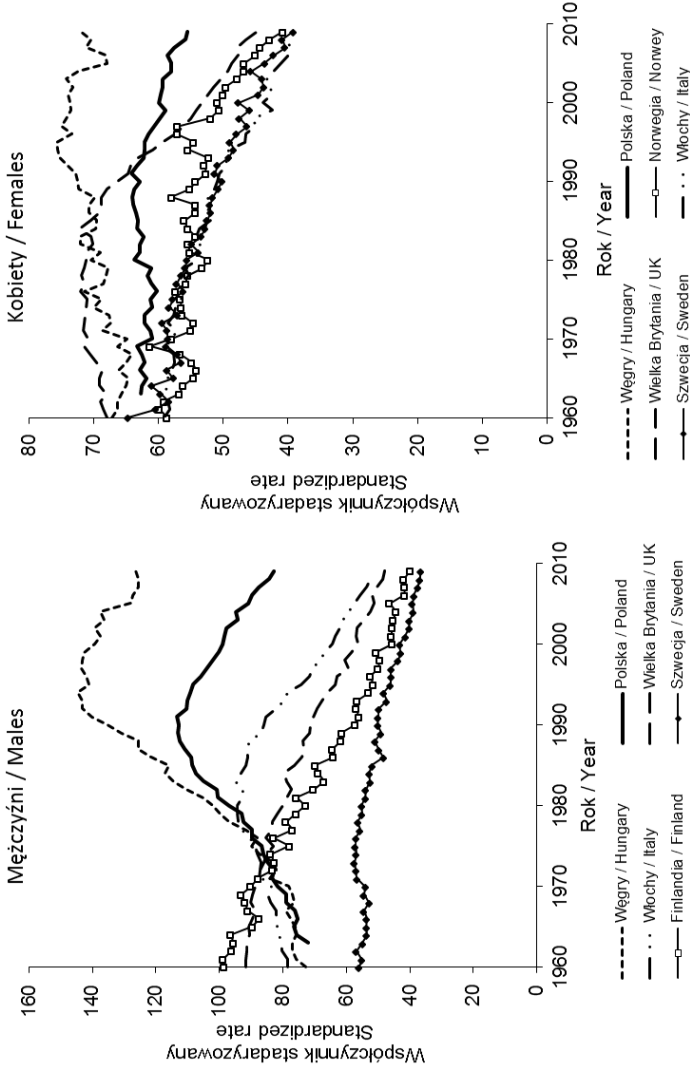 Mężczyźni / Males
Współczynnik stadaryzowany
Standardized rate
160
140
120
100
80
60
40
20
0
1960
1970
1980
1990
2000
2010
Rok / Year
Węgry / Hungary
Polska / Poland
Włochy / Italy
Wielka Brytania / UK
Finlandia / Finland
Szwecja / Sweden
Kobiety / Females
Współczynnik stadaryzowany
Standardized rate
80
70
60
50
40
30
20
10
0
1960
1970
1980
1990
2000
2010
Rok / Year
Węgry / Hungary
Polska / Poland
Wielka Brytania / UK
Norwegia / Norwey
Szwecja / Sweden
Włochy / Italy